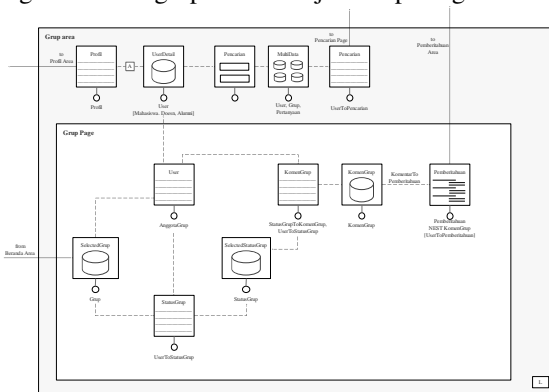 Grup area
to
Profil Area
to
Pencarian Page
to
Pemberitahuan
Area
Profil
A
UserDetail
Pencarian
MultiData
Pencarian
Profil
User
[Mahasiswa, Dosen, Alumni]
User, Grup,
Pertanyaan
UserToPencarian
Grup Page
User
KomenGrup
KomenGrup
KomentarTo
Pemberitahuan
Pemberitahuan
AnggotaGrup
StatusGrupToKomenGrup,
UserToStatusGrup
KomenGrup
Pemberitahuan
NEST KomenGrup
[UserToPemberitahuan]
from
Beranda Area
SelectedGrup
SelectedStatusGrup
Grup
StatusGrup
StatusGrup
UserToStatusGrup
L